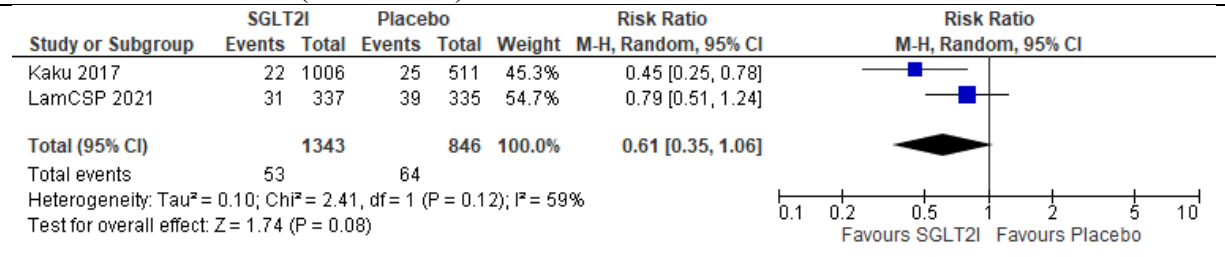 SGLT2I Placebo Risk Ratio Risk Ratio
Study or Subgroup Events Total Events Total Weight M-H, Random, 95% CI M-H, Random, 95% CI
Kaku 2017 22 1006 25 511 45.3% 0.45 [0.25, 0.78]
LamCSP 2021 31 337 39 335 54.7% 0.79 [0.51, 1.24]
Total (95% CI) 1343 846 100.0% 0.61 [0.35, 1.06]
Total events 53 64
Heterogeneity: Tau² = 0.10; Chi² = 2.41, df = 1 (P = 0.12); I² = 59%
Test for overall effect: Z = 1.74 (P = 0.08)
0.1 0.2 0.5 1 2 5 10
Favours SGLT2I Favours Placebo